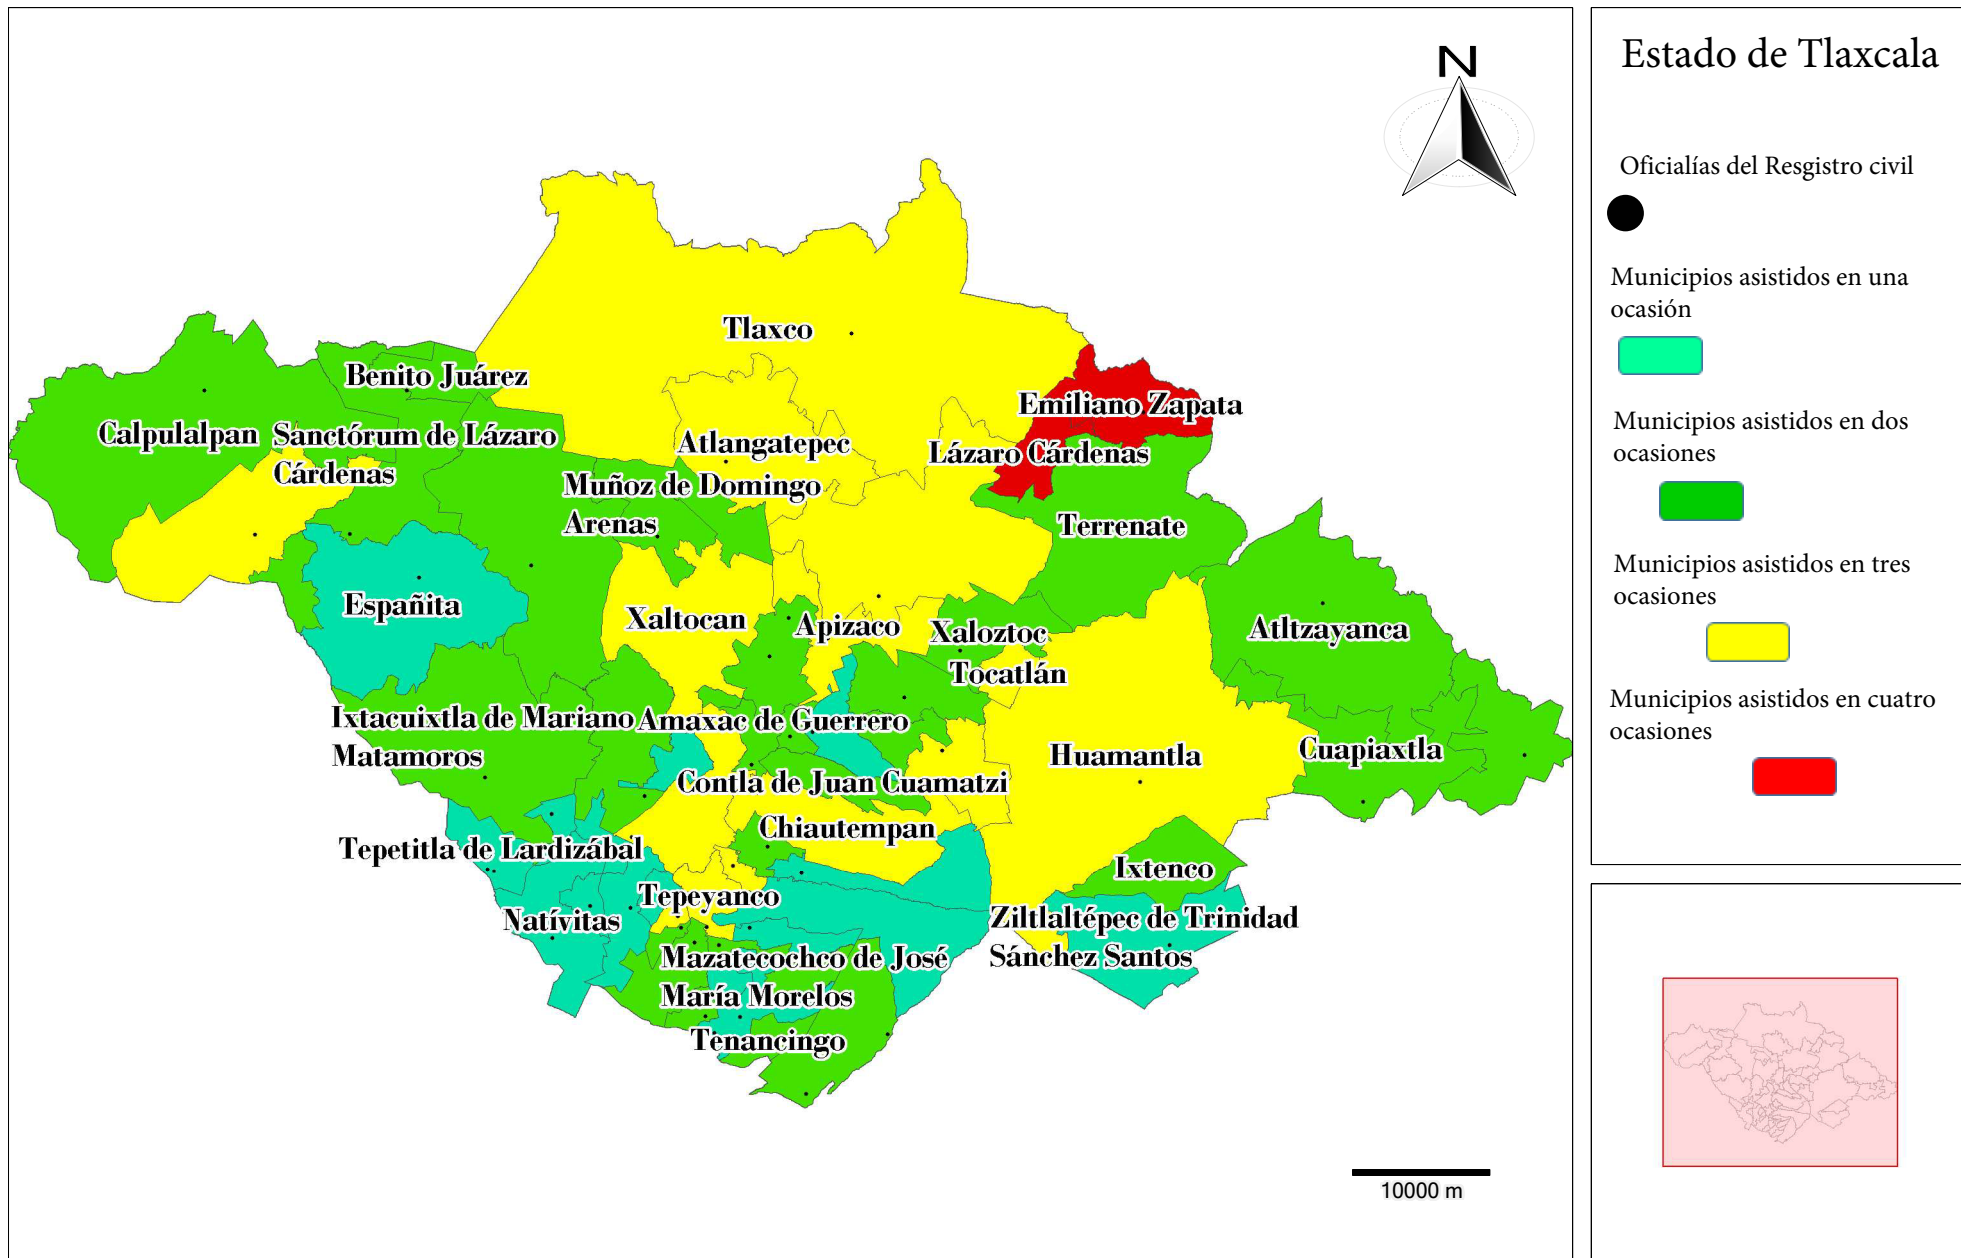 N
Tlaxco
Benito Juárez
Emiliano Zapata
Calpulalpan
Sanctórum de Lázaro
Cárdenas
Atlangatepec
Lázaro Cárdenas
Muñoz de Domingo
Arenas
Terrenate
Españita
Xaltocan
Apizaco
Xaloztoc
Atltzayanca
Tocatlán
Ixtacuixtla de Mariano
Matamoros
Amaxac de Guerrero
Huamantla
Cuapiaxtla
Contla de Juan Cuamatzi
Chiautempan
Tepetitla de Lardizábal
Ixtenco
Tepeyanco
Natívitas
Ziltlaltépec de Trinidad
Sánchez Santos
Mazatecochco de José
María Morelos
Tenancingo
10000 m
Estado de Tlaxcala
Oficialías del Resgistro civil
Municipios asistidos en una
ocasión
Municipios asistidos en dos
ocasiones
Municipios asistidos en tres
ocasiones
Municipios asistidos en cuatro
ocasiones